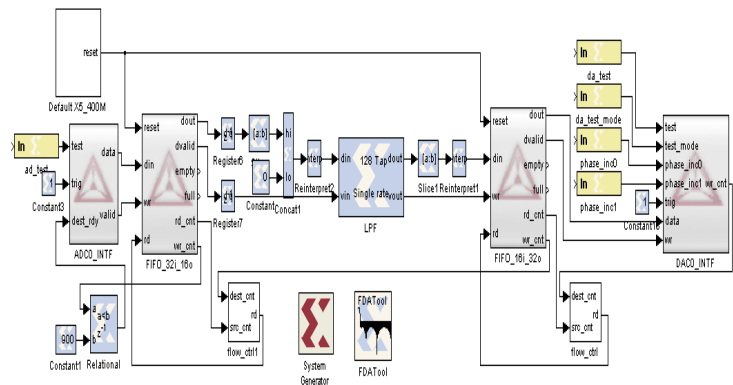 reset
Default X5_400M
In
ad_test
test
trig
dest_rdy
data
valid
ADC0_INTF
1
Constant3
reset
din
wr
rd
dout
dvalid
empty
full
rd_cnt
wr_cnt
FIFO_32i_16o
Register6
Register7
[a:b]
0
Constant
hi
lo
Concat1
Reinterpret2
din
vin
128 Tap
Single rate
dout
vout
LPF
[a:b]
Slice1
Reinterpret1
reset
din
wr
rd
dout
dvalid
empty
full
rd_cnt
wr_cnt
FIFO_16i_32o
In
da_test
In
da_test_mode
In
phase_inc0
In
phase_inc1
1
test
test_mode
phase_inc0
phase_inc1
trig
data
wr
wr_cnt
DAC0_INTF
900
Constant1
a
b
a<b
z-1
Relational
dest_cnt
rd
src_cnt
flow_ctrl1
System
Generator
FDATool
FDATool
dest_cnt
rd
src_cnt
flow_ctrl